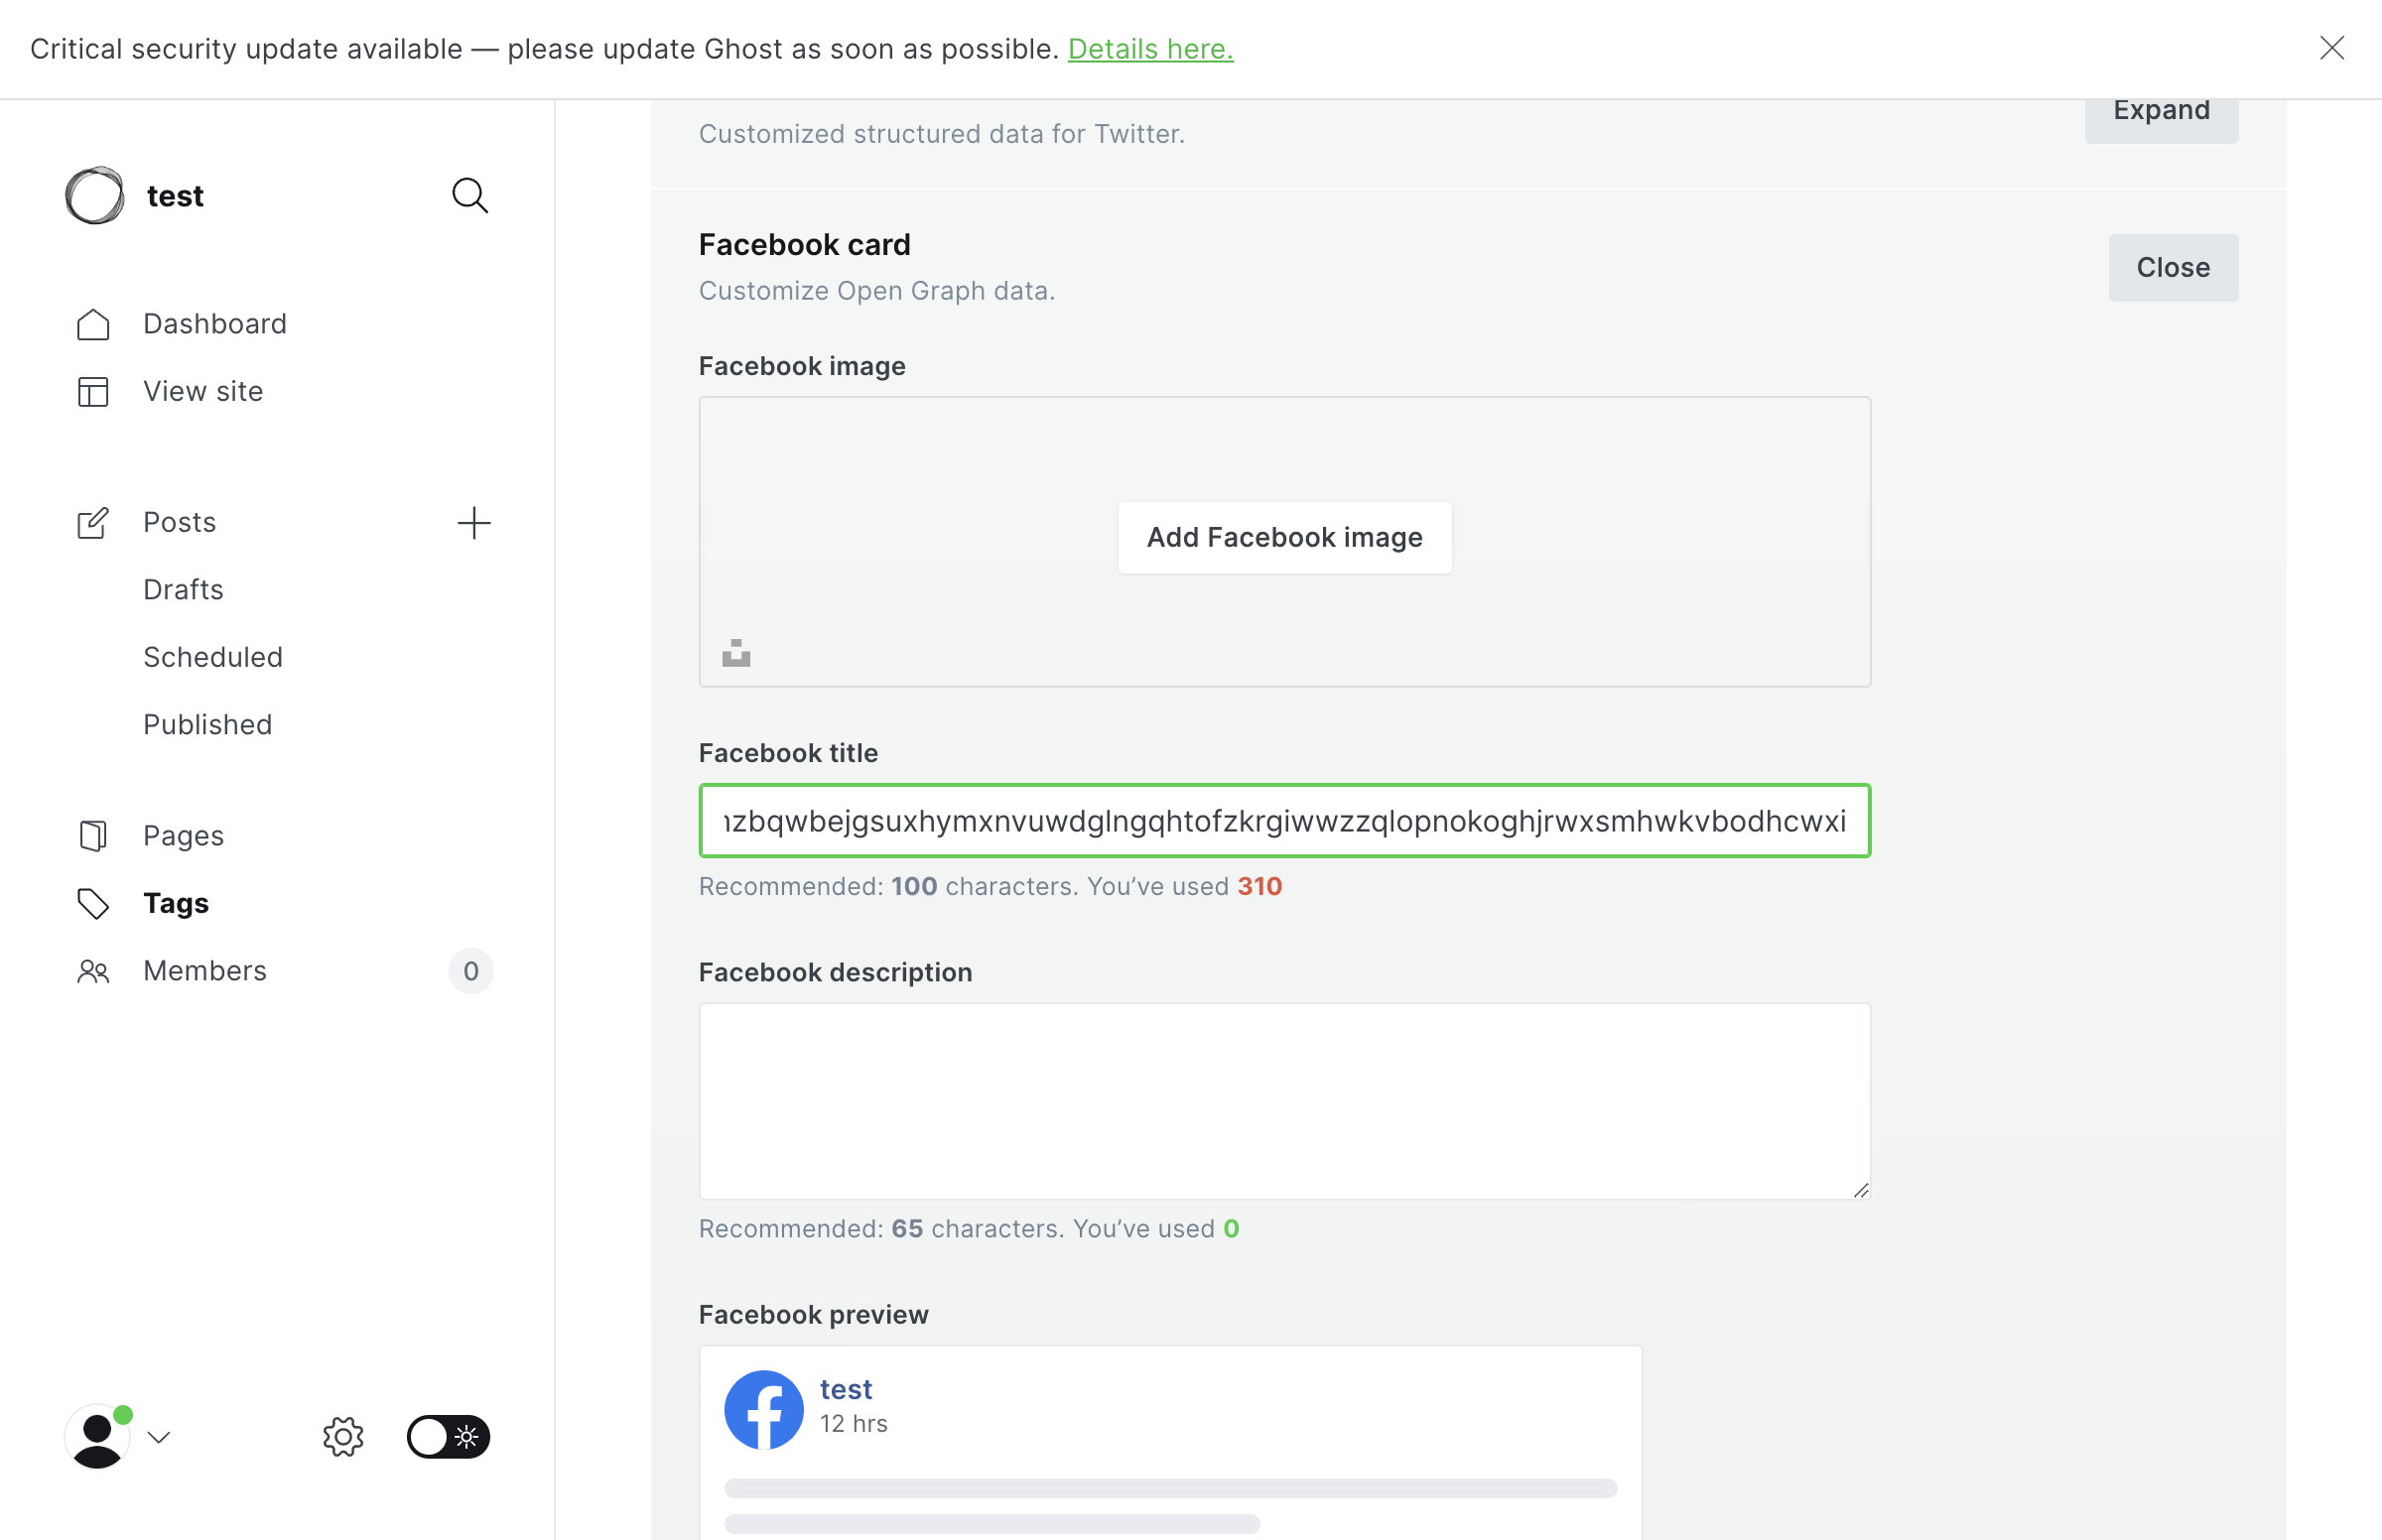 Critical security update available — please update Ghost as soon as possible. Details here.
test
Dashboard
View site
Posts
Drafts
Scheduled
Published
Pages
Tags
Members
0
Customized structured data for Twitter.
Expand
Facebook card
Customize Open Graph data.
Close
Facebook image
Add Facebook image
Facebook title
zbqwbejgsuxhymxnvuwdglngqhtofzkrgiwwzzqlopnokoghjrwxsmhwkvbodhcwxi
Recommended: 100 characters. You’ve used 310
Facebook description
Recommended: 65 characters. You’ve used 0
Facebook preview
test
12 hrs